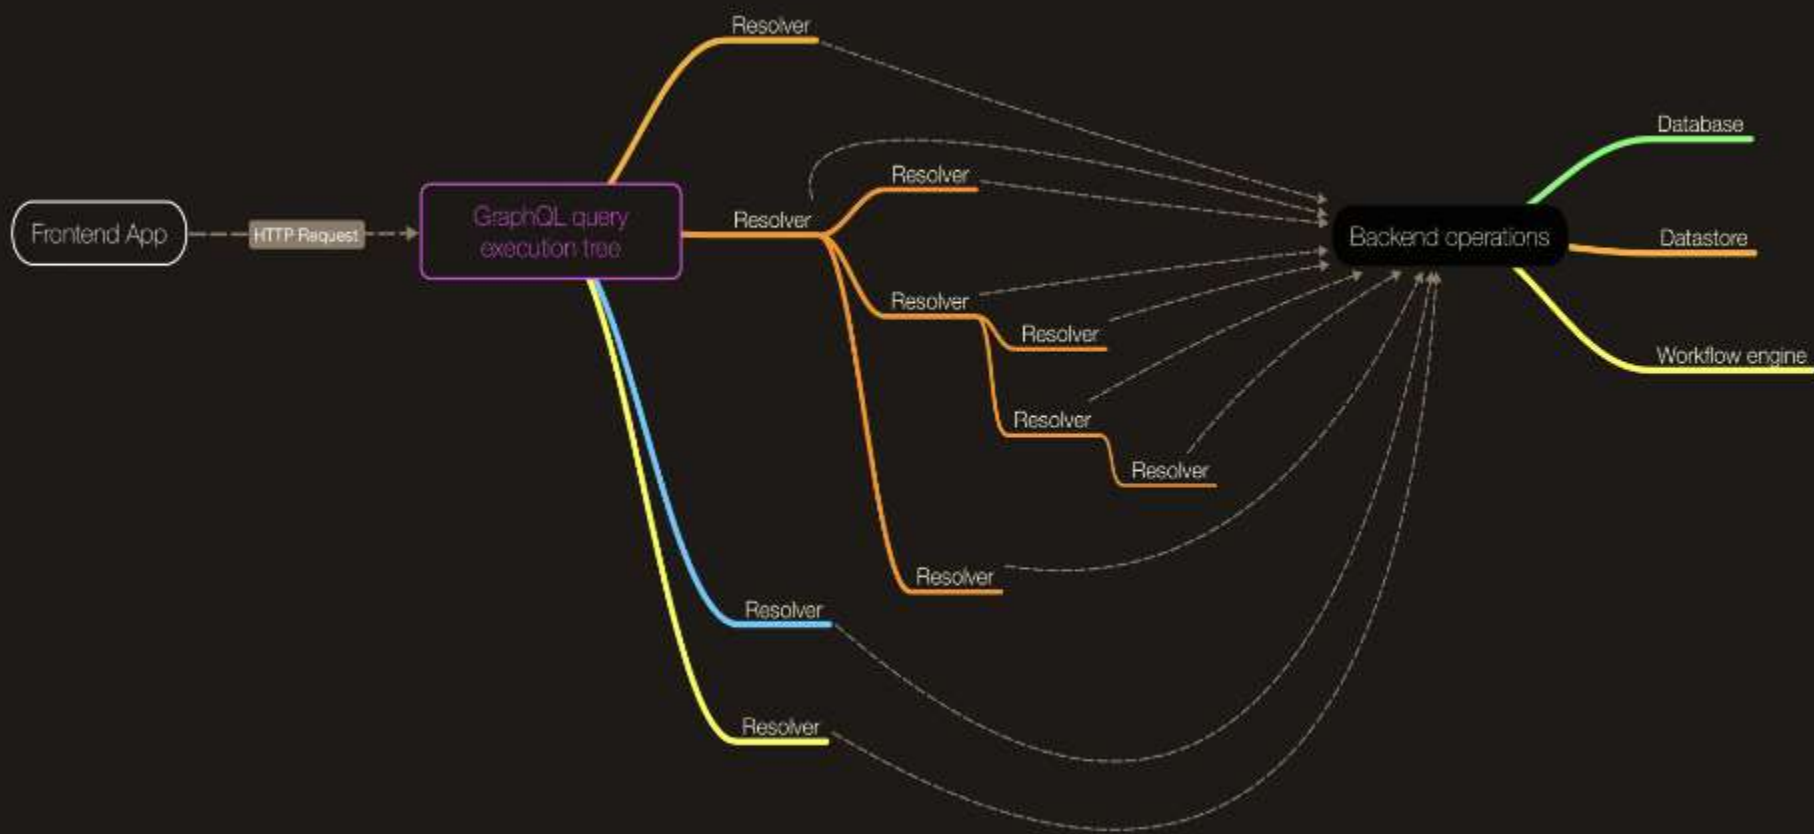 Frontend App
HTTP Request
GraphQL query
execution tree
Resolver
Resolver
Resolver
Resolver
Resolver
Resolver
Resolver
Resolver
Resolver
Resolver
Backend operations
Database
Datastore
Workflow engine